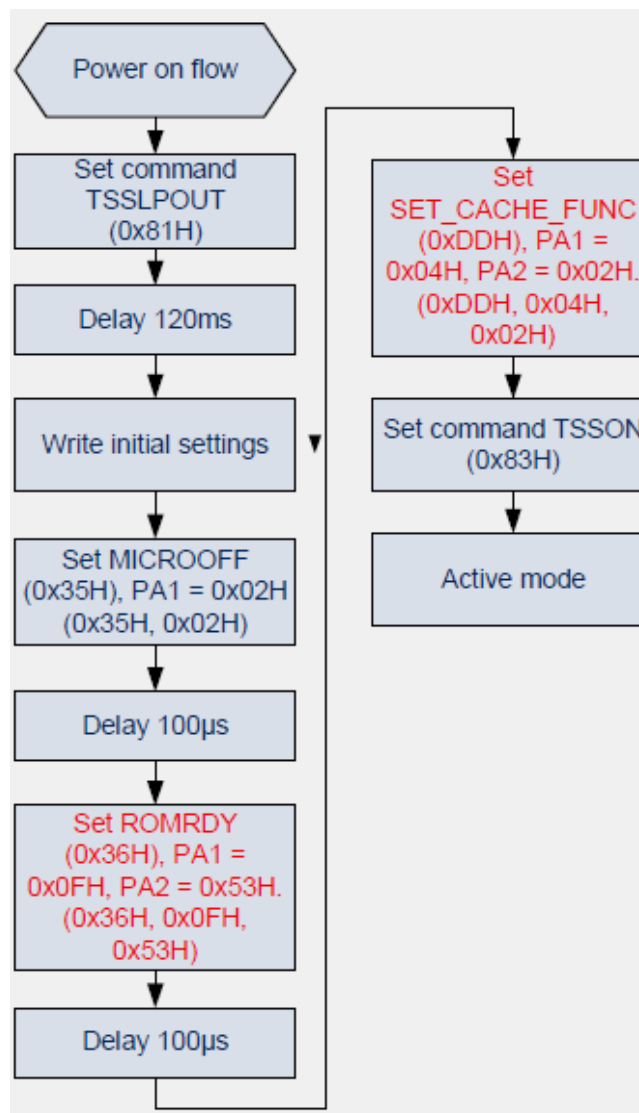 Power on flow
Set command
TSSLPOUT
(0x81H)
Delay 120ms
Write initial settings
Set MICROOFF
(0x35H), PA1 = 0x02H
(0x35H, 0x02H)
Delay 100µs
Set ROMRDY
(0x36H), PA1 =
0x0FH, PA2 = 0x53H.
(0x36H, 0x0FH,
0x53H)
Delay 100µs
Set
SET_CACHE_FUNC
(0xDDH), PA1 =
0x04H, PA2 = 0x02H.
(0xDDH, 0x04H,
0x02H)
Set command TSSON
(0x83H)
Active mode